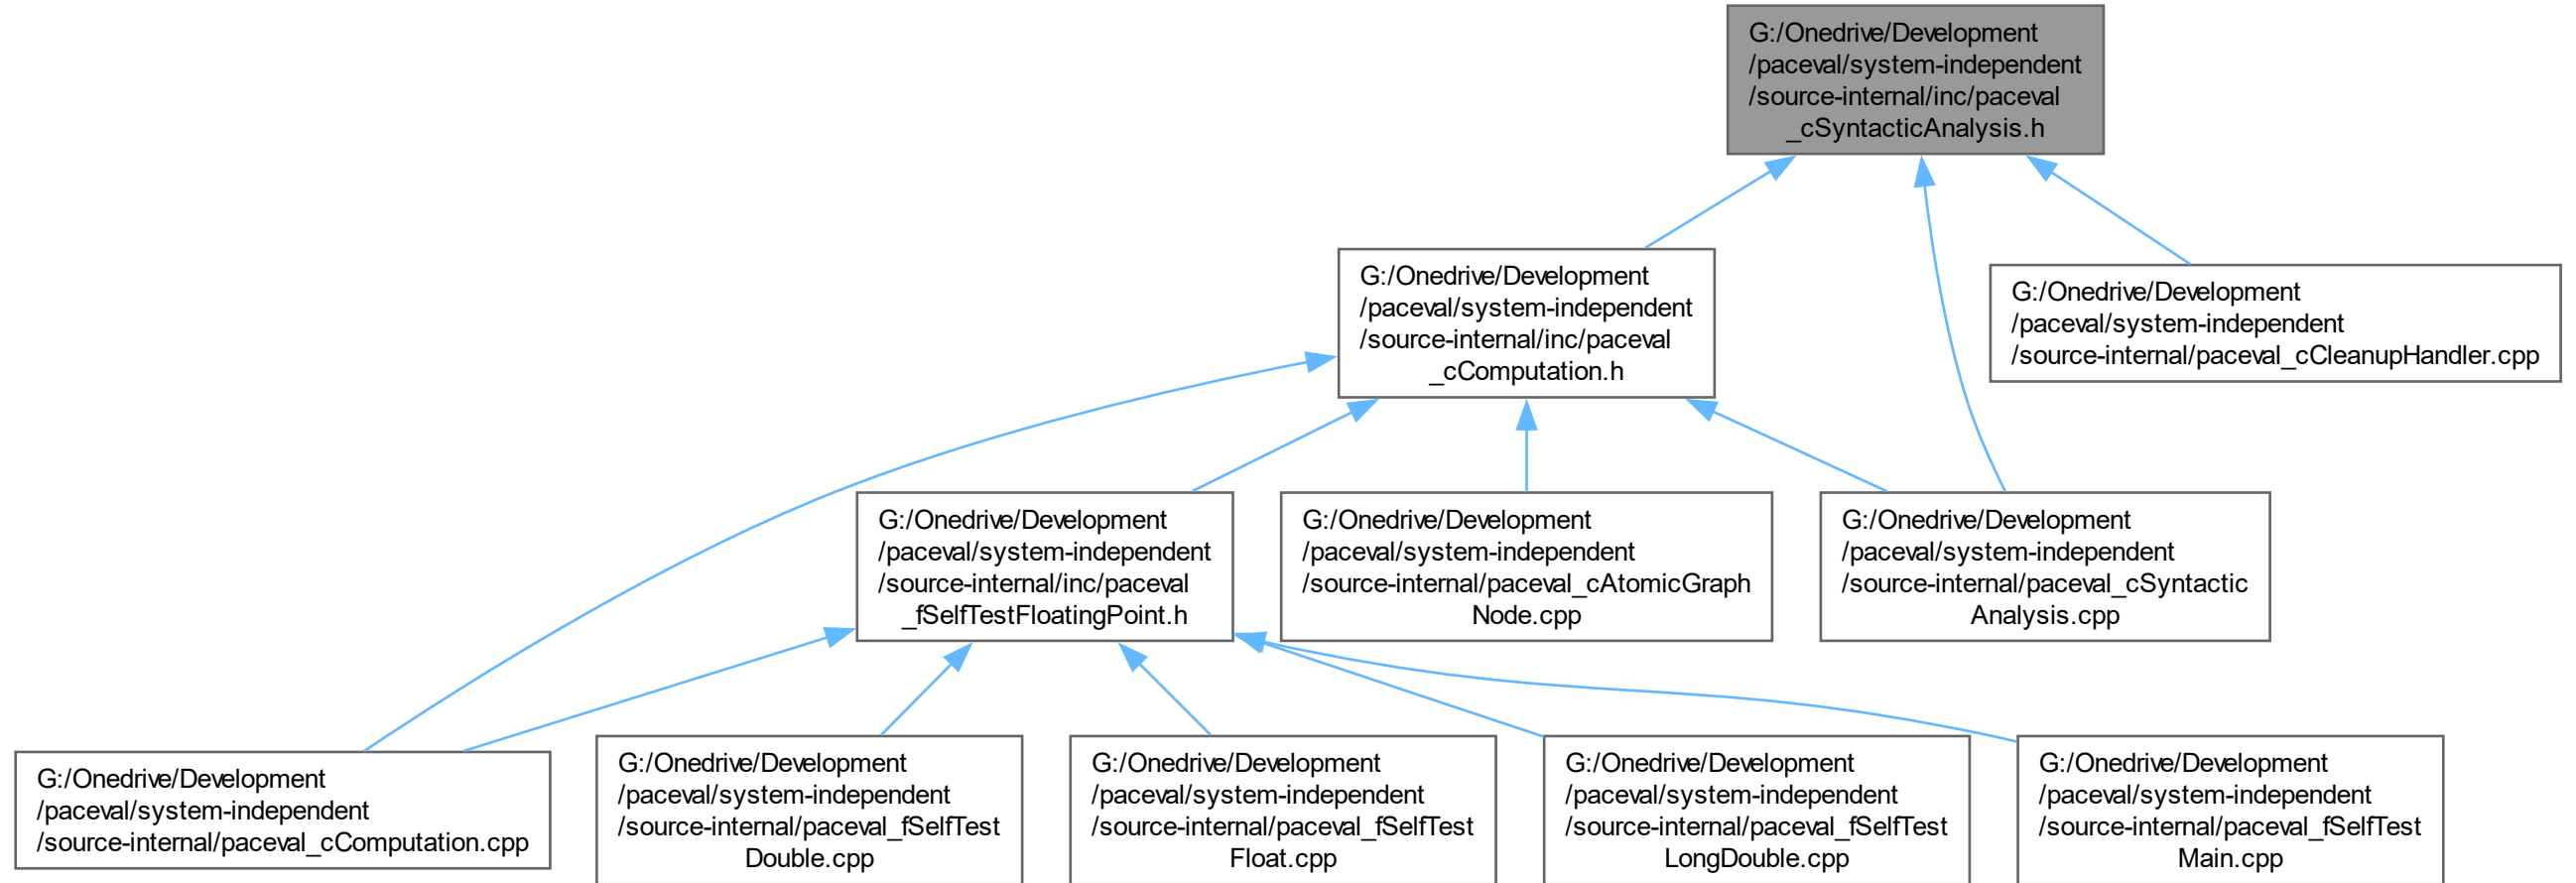 G:/Onedrive/Development
/paceval/system-independent
/source-internal/inc/paceval
_cSyntacticAnalysis.h
G:/Onedrive/Development
/paceval/system-independent
/source-internal/inc/paceval
_cComputation.h
G:/Onedrive/Development
/paceval/system-independent
/source-internal/paceval_cCleanupHandler.cpp
G:/Onedrive/Development
/paceval/system-independent
/source-internal/inc/paceval
_fSelfTestFloatingPoint.h
G:/Onedrive/Development
/paceval/system-independent
/source-internal/paceval_cAtomicGraph
Node.cpp
G:/Onedrive/Development
/paceval/system-independent
/source-internal/paceval_cSyntactic
Analysis.cpp
G:/Onedrive/Development
/paceval/system-independent
/source-internal/paceval_cComputation.cpp
G:/Onedrive/Development
/paceval/system-independent
/source-internal/paceval_fSelfTest
Double.cpp
G:/Onedrive/Development
/paceval/system-independent
/source-internal/paceval_fSelfTest
Float.cpp
G:/Onedrive/Development
/paceval/system-independent
/source-internal/paceval_fSelfTest
LongDouble.cpp
G:/Onedrive/Development
/paceval/system-independent
/source-internal/paceval_fSelfTest
Main.cpp